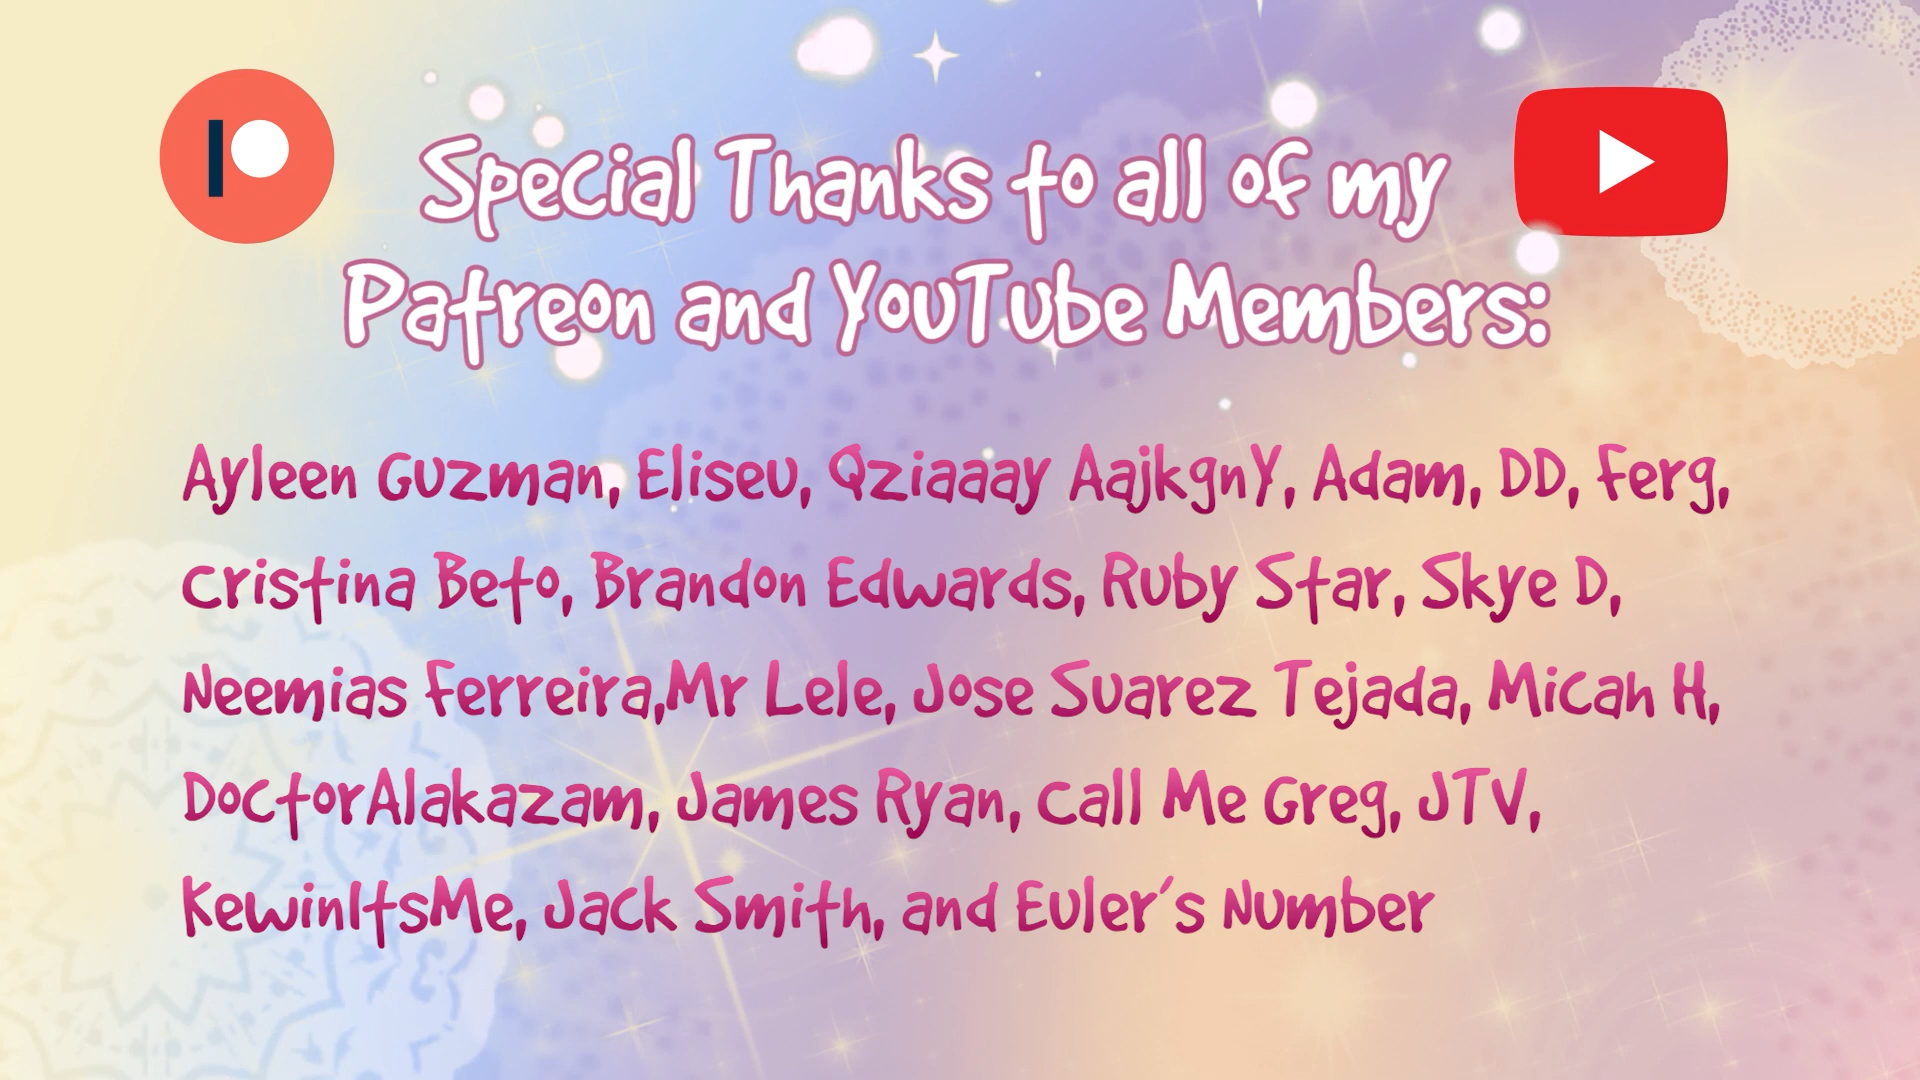 Special Thanks to all of my
Patreon and YouTube Members:
Ayleen Guzman, Eliseu, Qziaaay AajkgnY, Adam, DD, Ferg,
Cristina Beto, Brandon Edwards, Ruby Star, Skye D,
Neemias Ferreira,Mr Lele, Jose Suarez Tejada, Micah H,
DoctorAlakazam, James Ryan, Call Me Greg, JTV,
KewinItsMe, Jack Smith, and Euler's Number